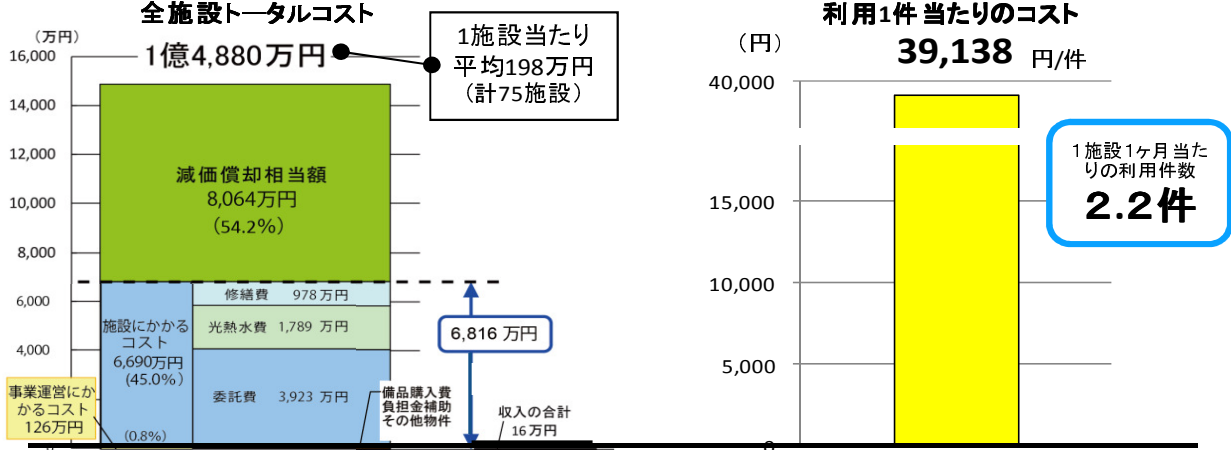 全施設トータルコスト
（万円）
1億4,880万円
1施設当たり
平均198万円
（計75施設）
16,000
14,000
12,000
10,000
8,000
6,000
4,000
減価償却相当額
8,064万円
(54.2%)
修繕費 978万円
光熱水費 1,789 万円
委託費 3,923 万円
施設にかかる
コスト
6,690万円
(45.0%)
(0.8%)
事業運営にか
かるコスト
126万円
備品購入費
負担金補助
その他物件
6,816 万円
収入の合計
16万円
利用1件当たりのコスト
（円）
39,138 円/件
40,000
15,000
10,000
5,000
1施設1ヶ月当た
りの利用件数
2.2件